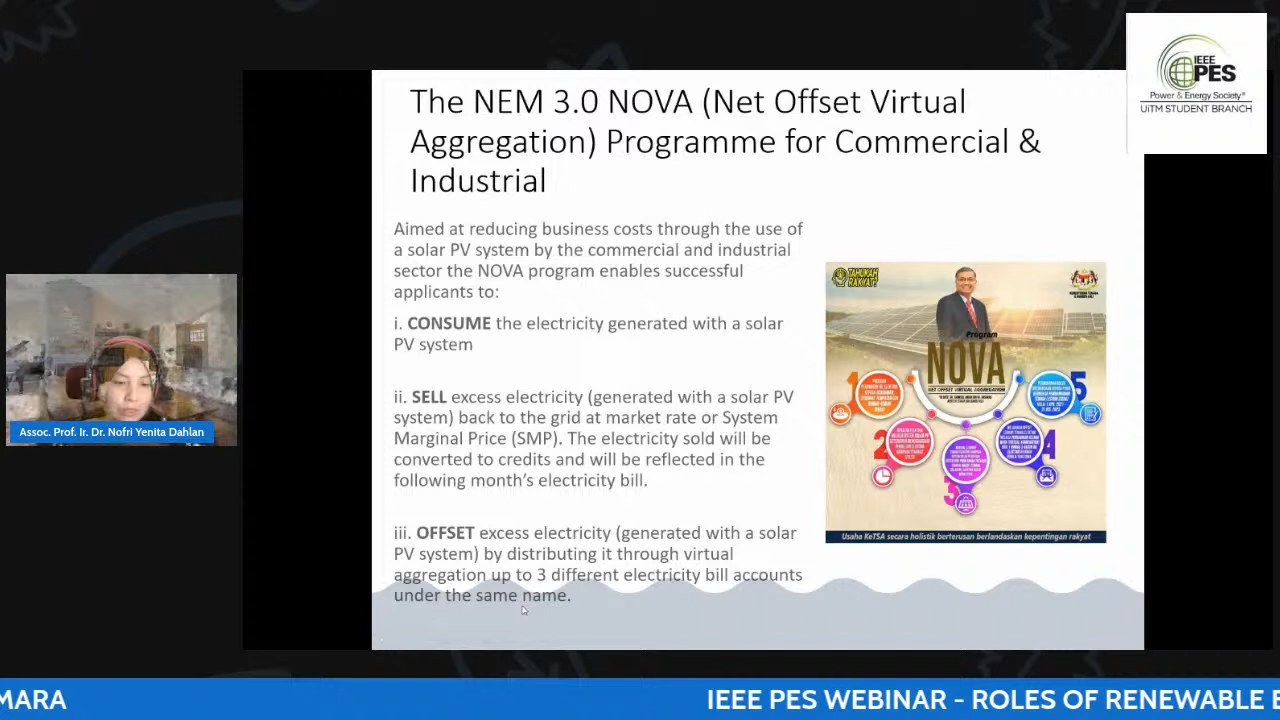 IEEE
PES
Power & Energy Society®
UiTM STUDENT BRANCH
The NEM 3.0 NOVA (Net Offset Virtual
Aggregation) Programme for Commercial &
Industrial
Aimed at reducing business costs through the use of
a solar PV system by the commercial and industrial
sector the NOVA program enables successful
applicants to:
i. CONSUME the electricity generated with a solar
PV system
ii. SELL excess electricity (generated with a solar PV
system) back to the grid at market rate or System
Marginal Price (SMP). The electricity sold will be
converted to credits and will be reflected in the
following month's electricity bill.
iii. OFFSET excess electricity (generated with a solar
PV system) by distributing it through virtual
aggregation up to 3 different electricity bill accounts
under the same name.
Program
NOVA
NET OFFSET VIRTUAL AGGREGATION
1
2
3
4
5
Usaha KeTSA secara holistik berterusan berlandaskan kepentingan rakyat
Assoc. Prof. Ir. Dr. Nofri Yenita Dahlan
MARA
IEEE PES WEBINAR - ROLES OF RENEWABLE E